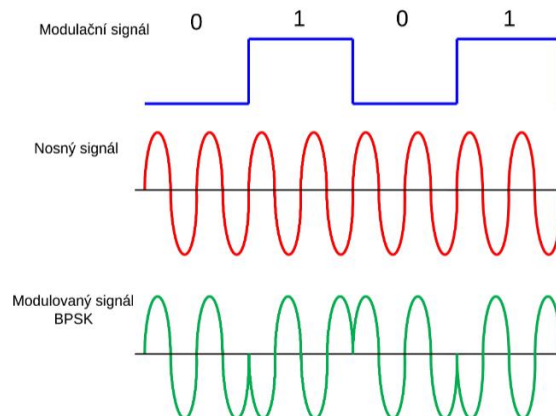 Modulační signál
0 1 0 1
Nosný signál
Modulovaný signál
BPSK